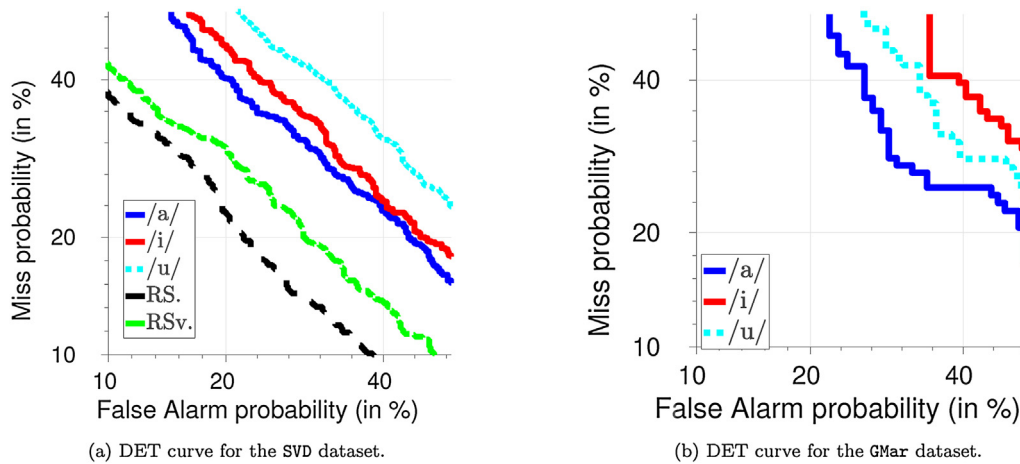 Miss probability (in %)
40
20
10
/a/
/i/
/u/
RS.
RSv.
10
20
40
False Alarm probability (in %)
(a) DET curve for the SVD dataset.
Miss probability (in %)
40
20
10
/a/
/i/
/u/
10
20
40
False Alarm probability (in %)
(b) DET curve for the GMar dataset.